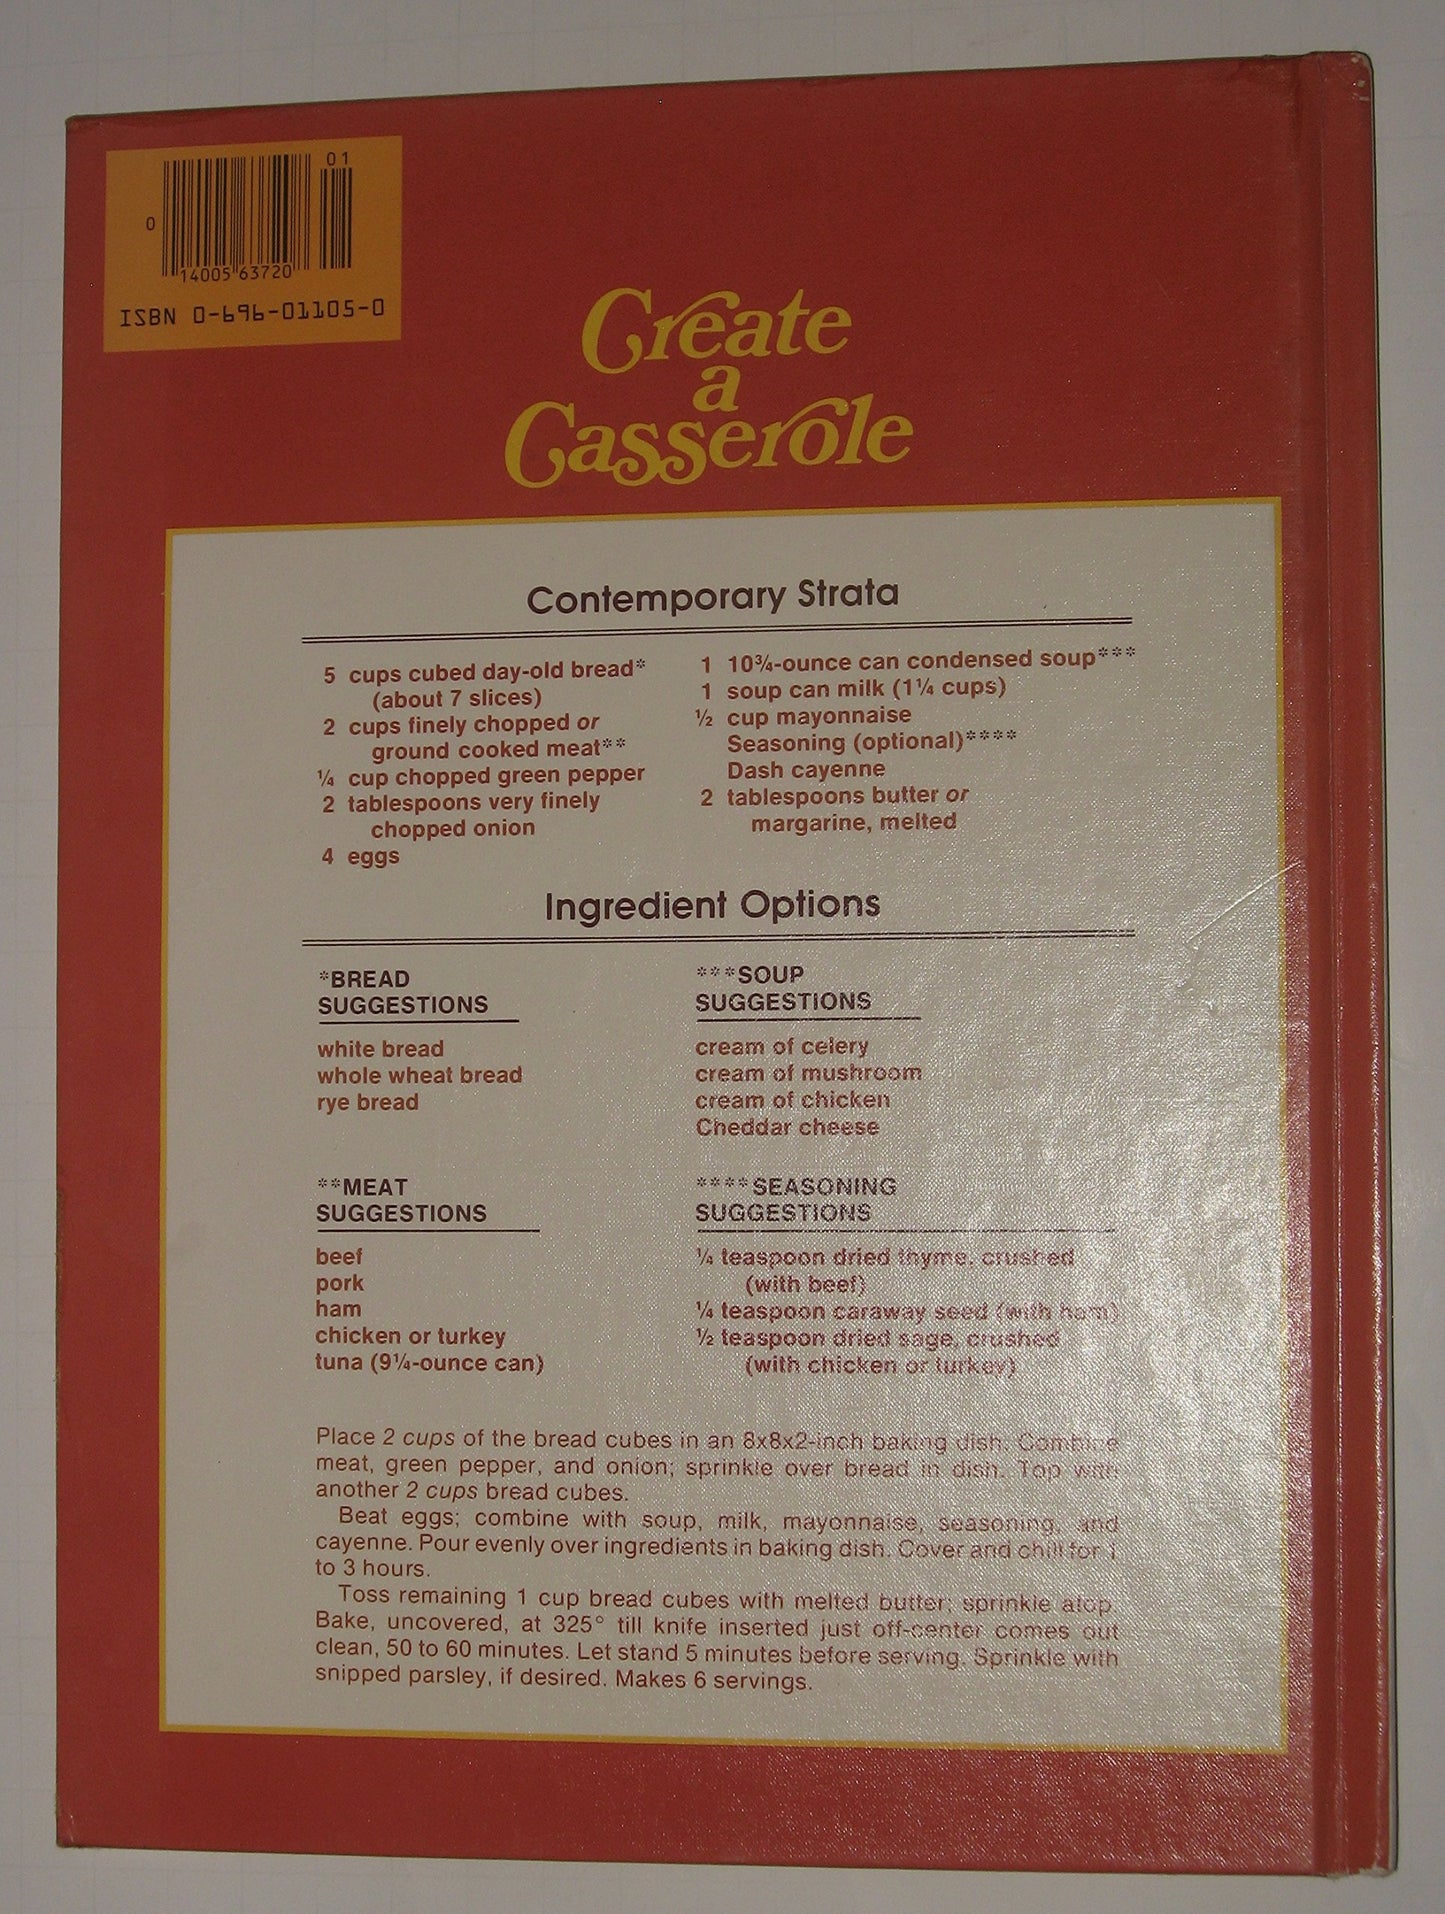 01
0
14005 63720
ISBN 0-696-01105-0
Create
a
Casserole
Contemporary Strata
5 cups cubed day-old bread*
(about 7 slices)
2 cups finely chopped or
ground cooked meat**
¼ cup chopped green pepper
2 tablespoons very finely
chopped onion
4 eggs
1 10¾-ounce can condensed soup***
1 soup can milk (1¼ cups)
½ cup mayonnaise
Seasoning (optional)****
Dash cayenne
2 tablespoons butter or
margarine, melted
Ingredient Options
*BREAD
SUGGESTIONS
white bread
whole wheat bread
rye bread
***SOUP
SUGGESTIONS
cream of celery
cream of mushroom
cream of chicken
Cheddar cheese
**MEAT
SUGGESTIONS
beef
pork
ham
chicken or turkey
tuna (9¼-ounce can)
****SEASONING
SUGGESTIONS
¼ teaspoon dried thyme, crushed
(with beef)
¼ teaspoon caraway seed (with ham)
½ teaspoon dried sage, crushed
(with chicken or turkey)
Place 2 cups of the bread cubes in an 8x8x2-inch baking dish. Combine
meat, green pepper, and onion; sprinkle over bread in dish. Top with
another 2 cups bread cubes.
Beat eggs; combine with soup, milk, mayonnaise, seasoning, and
cayenne. Pour evenly over ingredients in baking dish. Cover and chill for 1
to 3 hours.
Toss remaining 1 cup bread cubes with melted butter; sprinkle atop.
Bake, uncovered, at 325° till knife inserted just off-center comes out
clean, 50 to 60 minutes. Let stand 5 minutes before serving. Sprinkle with
snipped parsley, if desired. Makes 6 servings.